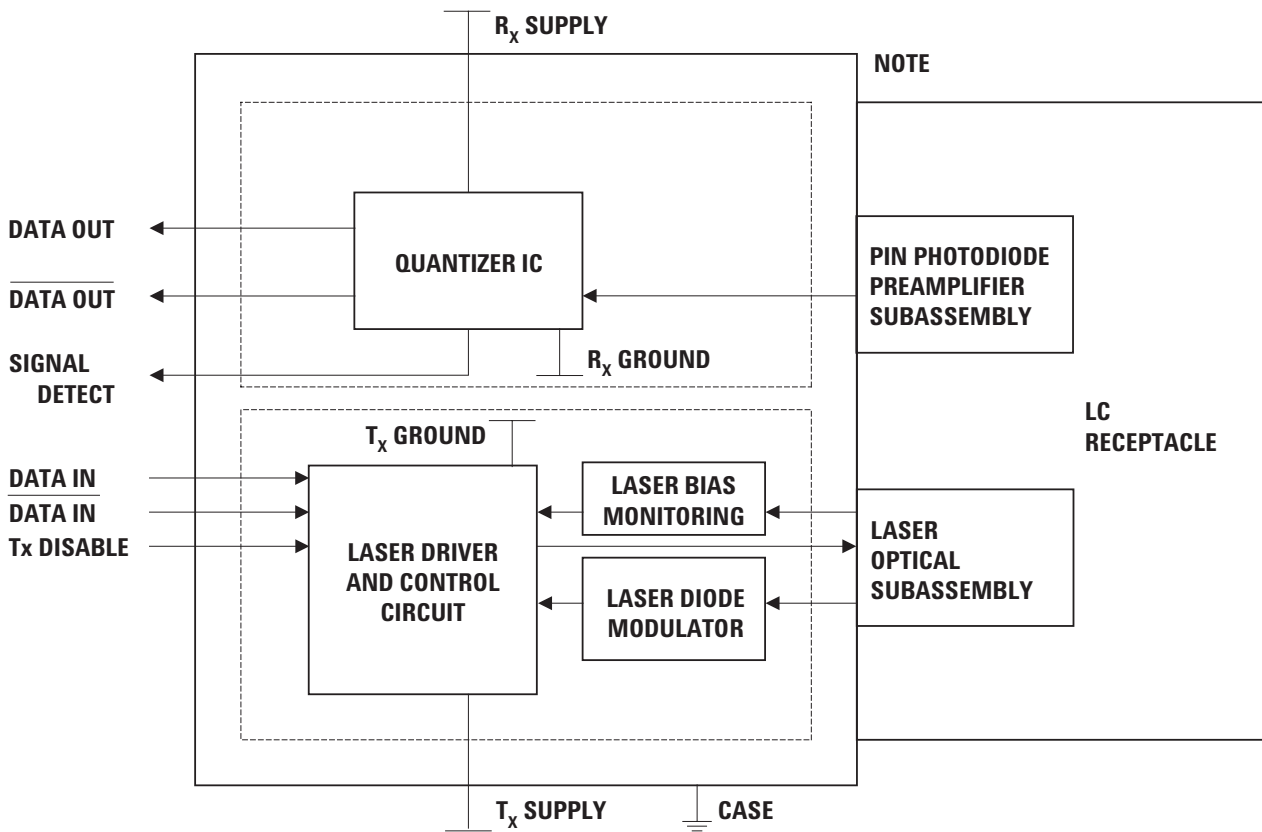 Rx SUPPLY
NOTE
DATA OUT
DATA OUT
SIGNAL
DETECT
QUANTIZER IC
PIN PHOTODIODE
PREAMPLIFIER
SUBASSEMBLY
Rx GROUND
LC
RECEPTACLE
Tx GROUND
DATA IN
DATA IN
Tx DISABLE
LASER DRIVER
AND CONTROL
CIRCUIT
LASER BIAS
MONITORING
LASER DIODE
MODULATOR
LASER
OPTICAL
SUBASSEMBLY
Tx SUPPLY
CASE